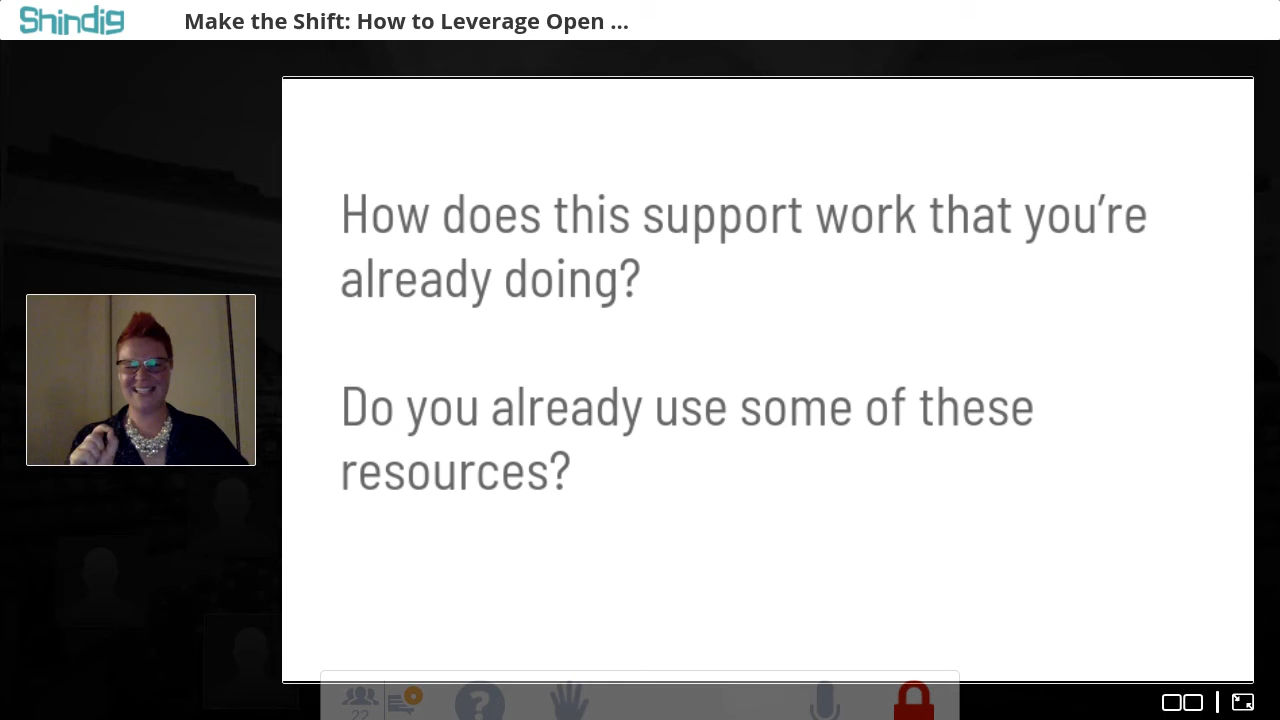 Shindig
Make the Shift: How to Leverage Open ...
How does this support work that you’re
already doing?
Do you already use some of these
resources?
22